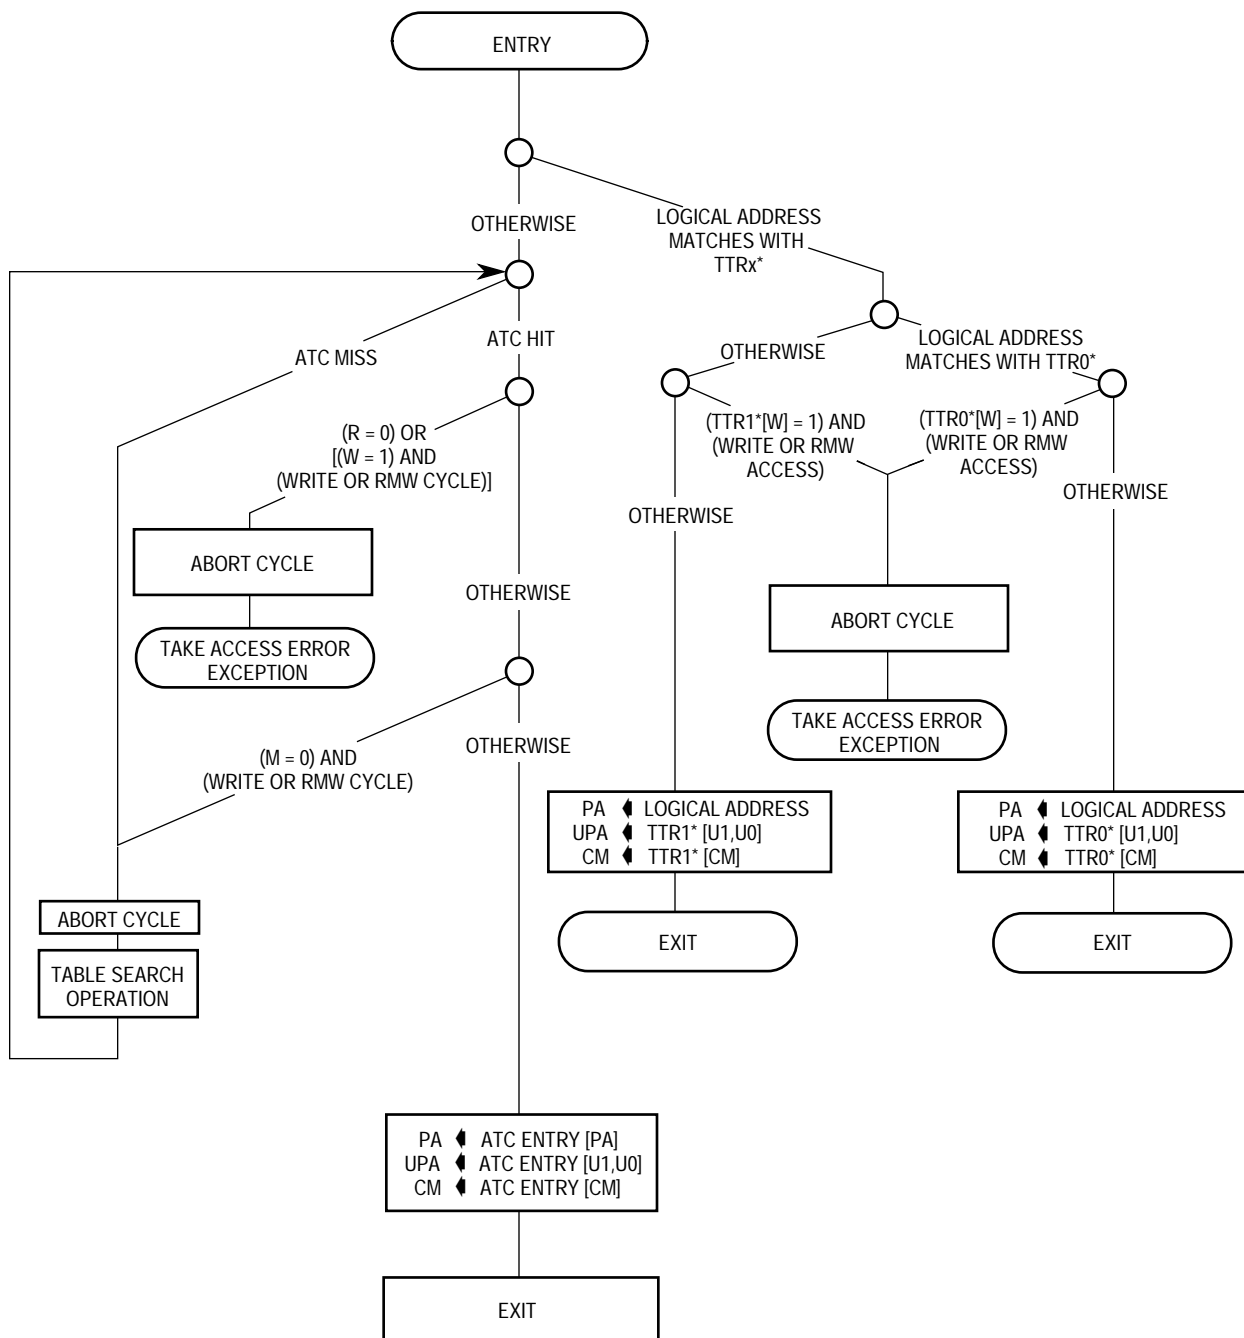 ENTRY
OTHERWISE
LOGICAL ADDRESS
MATCHES WITH
TTRx*
ATC MISS
ATC HIT
OTHERWISE
LOGICAL ADDRESS
MATCHES WITH TTR0*
(R = 0) OR
[(W = 1) AND
(WRITE OR RMW CYCLE)]
(TTR1*[W] = 1) AND
(WRITE OR RMW
ACCESS)
(TTR0*[W] = 1) AND
(WRITE OR RMW
ACCESS)
OTHERWISE
OTHERWISE
ABORT CYCLE
OTHERWISE
ABORT CYCLE
TAKE ACCESS ERROR
EXCEPTION
TAKE ACCESS ERROR
EXCEPTION
(M = 0) AND
(WRITE OR RMW CYCLE)
OTHERWISE
PA LOGICAL ADDRESS
UPA TTR1* [U1,U0]
CM TTR1* [CM]
PA LOGICAL ADDRESS
UPA TTR0* [U1,U0]
CM TTR0* [CM]
ABORT CYCLE
TABLE SEARCH
OPERATION
EXIT
EXIT
PA ATC ENTRY [PA]
UPA ATC ENTRY [U1,U0]
CM ATC ENTRY [CM]
EXIT